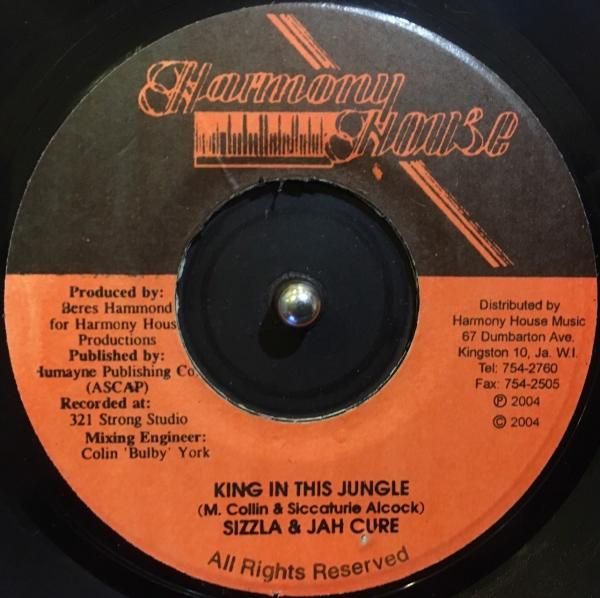 Harmony
House
Produced by:
Beres Hammond
for Harmony Hous
Productions
Published by:
Humayne Publishing Co
(ASCAP)
Recorded at:
321 Strong Studio
Mixing Engineer:
Colin 'Bulby' York
Distributed by
Harmony House Music
67 Dumbarton Ave.
Kingston 10, Ja. W.I.
Tel: 754-2760
Fax: 754-2505
℗ 2004
© 2004
KING IN THIS JUNGLE
(M. Collin & Siccaturie Alcock)
SIZZLA & JAH CURE
All Rights Reserved